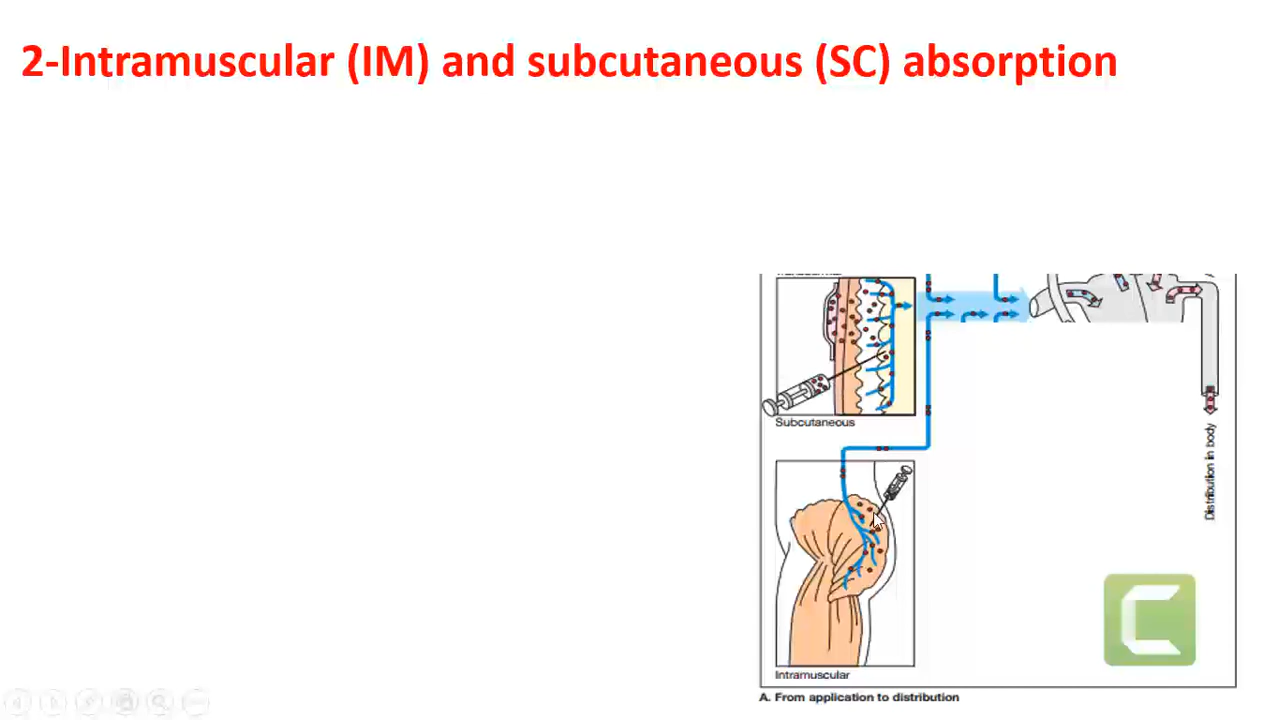 2-Intramuscular (IM) and subcutaneous (SC) absorption
Subcutaneous
Distribution in body
Intramuscular
A. From application to distribution